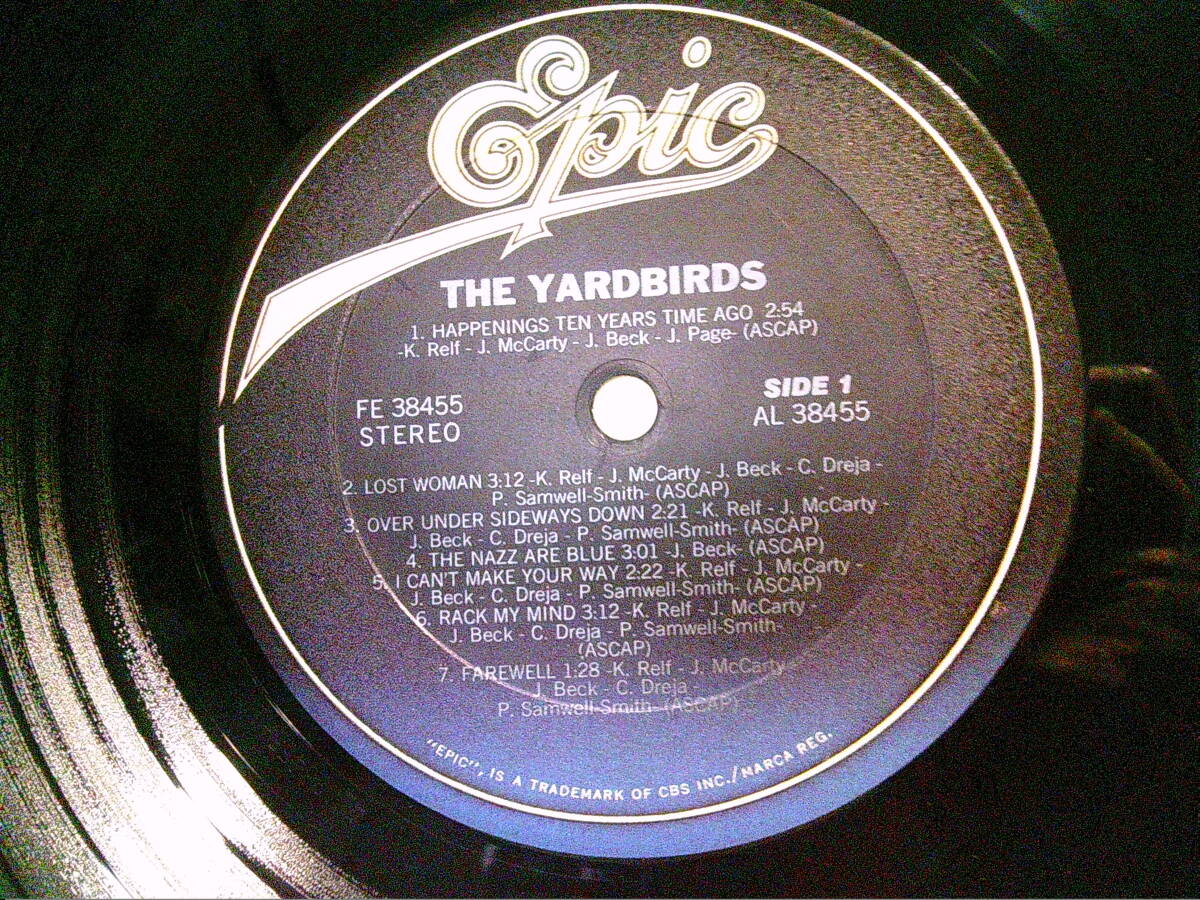 Epic
THE YARDBIRDS
1. HAPPENINGS TEN YEARS TIME AGO 2:54
-K. Relf - J. McCarty - J. Beck - J. Page- (ASCAP)
FE 38455
STEREO
SIDE 1
AL 38455
2. LOST WOMAN 3:12 -K. Relf - J. McCarty - J. Beck - C. Dreja -
P. Samwell-Smith- (ASCAP)
3. OVER UNDER SIDEWAYS DOWN 2:21 -K. Relf - J. McCarty -
J. Beck - C. Dreja - P. Samwell-Smith- (ASCAP)
4. THE NAZZ ARE BLUE 3:01 -J. Beck- (ASCAP)
5. I CAN'T MAKE YOUR WAY 2:22 -K. Relf - J. McCarty -
J. Beck - C. Dreja - P. Samwell-Smith- (ASCAP)
6. RACK MY MIND 3:12 -K. Relf - J. McCarty -
J. Beck - C. Dreja - P. Samwell-Smith-
(ASCAP)
7. FAREWELL 1:28 -K. Relf - J. McCarty -
J. Beck - C. Dreja -
P. Samwell-Smith- (ASCAP)
"EPIC", IS A TRADEMARK OF CBS INC./MARCA REG.